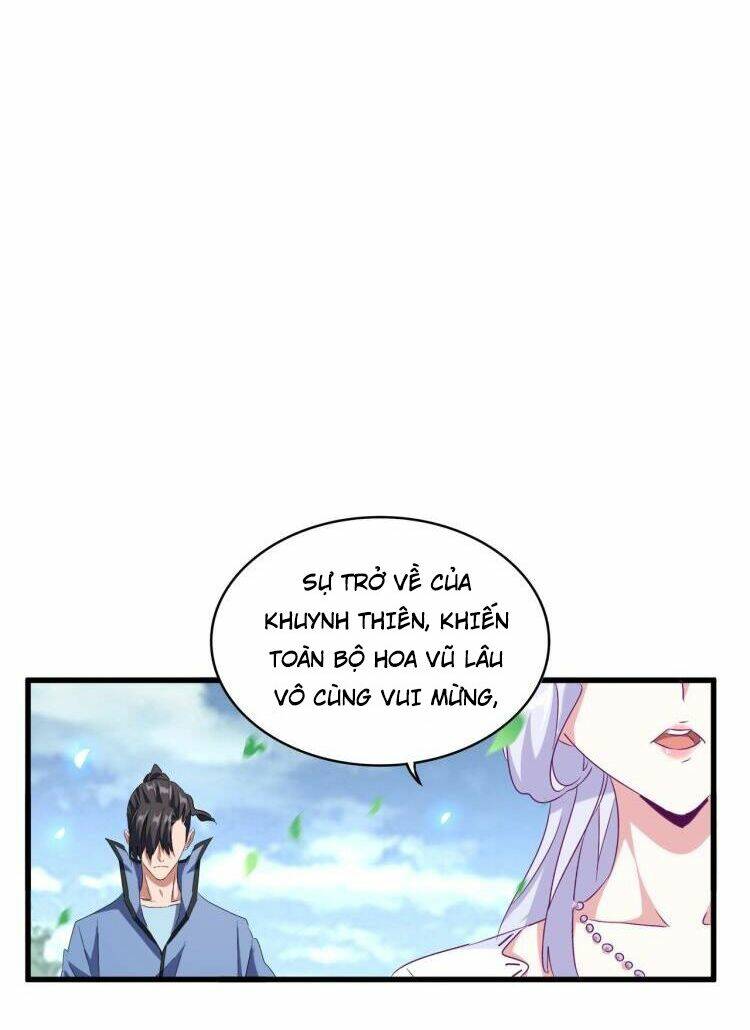 SỰ TRỞ VỀ CỦA
KHUYNH THIÊN, KHIẾN
TOÀN BỘ HOA VŨ LÂU
VÔ CÙNG VUI MỪNG,